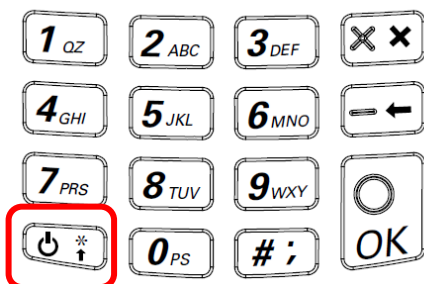 1 QZ 2 ABC 3 DEF
4 GHI 5 JKL 6 MNO
7 PRS 8 TUV 9 WXY
* 0 PS # ; OK